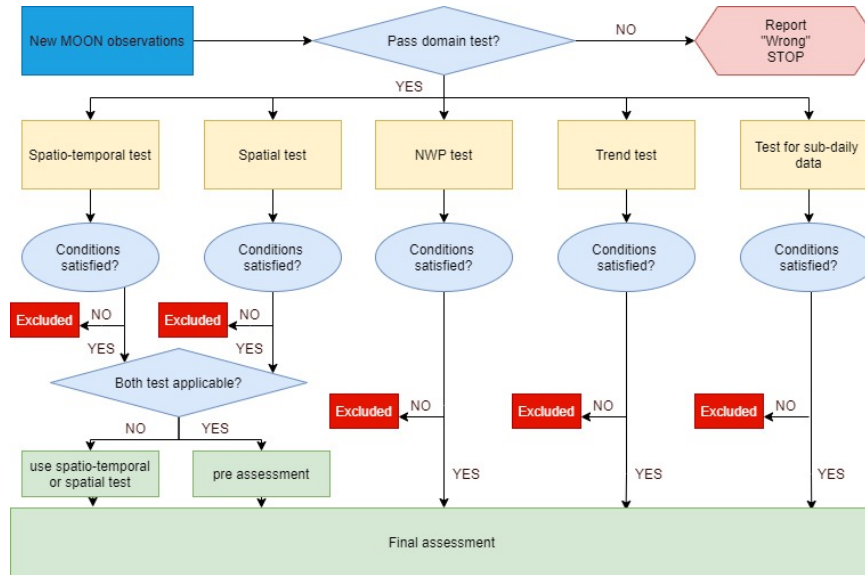 New MOON observations
Pass domain test?
NO
Report
"Wrong"
STOP
YES
Spatio-temporal test
Spatial test
NWP test
Trend test
Test for sub-daily
data
Conditions
satisfied?
Conditions
satisfied?
Conditions
satisfied?
Conditions
satisfied?
Conditions
satisfied?
Excluded
NO
Excluded
NO
YES
YES
Both test applicable?
Excluded
NO
Excluded
NO
Excluded
NO
NO
YES
use spatio-temporal
or spatial test
pre assessment
YES
YES
YES
Final assessment